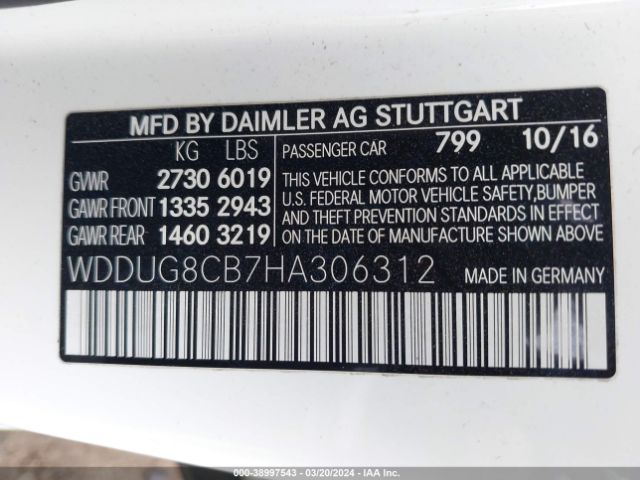 MFD BY DAIMLER AG STUTTGART
KG LBS
GVWR 2730 6019
GAWR FRONT 1335 2943
GAWR REAR 1460 3219
PASSENGER CAR 799 10/16
THIS VEHICLE CONFORMS TO ALL APPLICABLE
U.S. FEDERAL MOTOR VEHICLE SAFETY,BUMPER
AND THEFT PREVENTION STANDARDS IN EFFECT
ON THE DATE OF MANUFACTURE SHOWN ABOVE.
WDDUG8CB7HA306312 MADE IN GERMANY
000-38997543 | 03/20/2024 | IAA Inc.